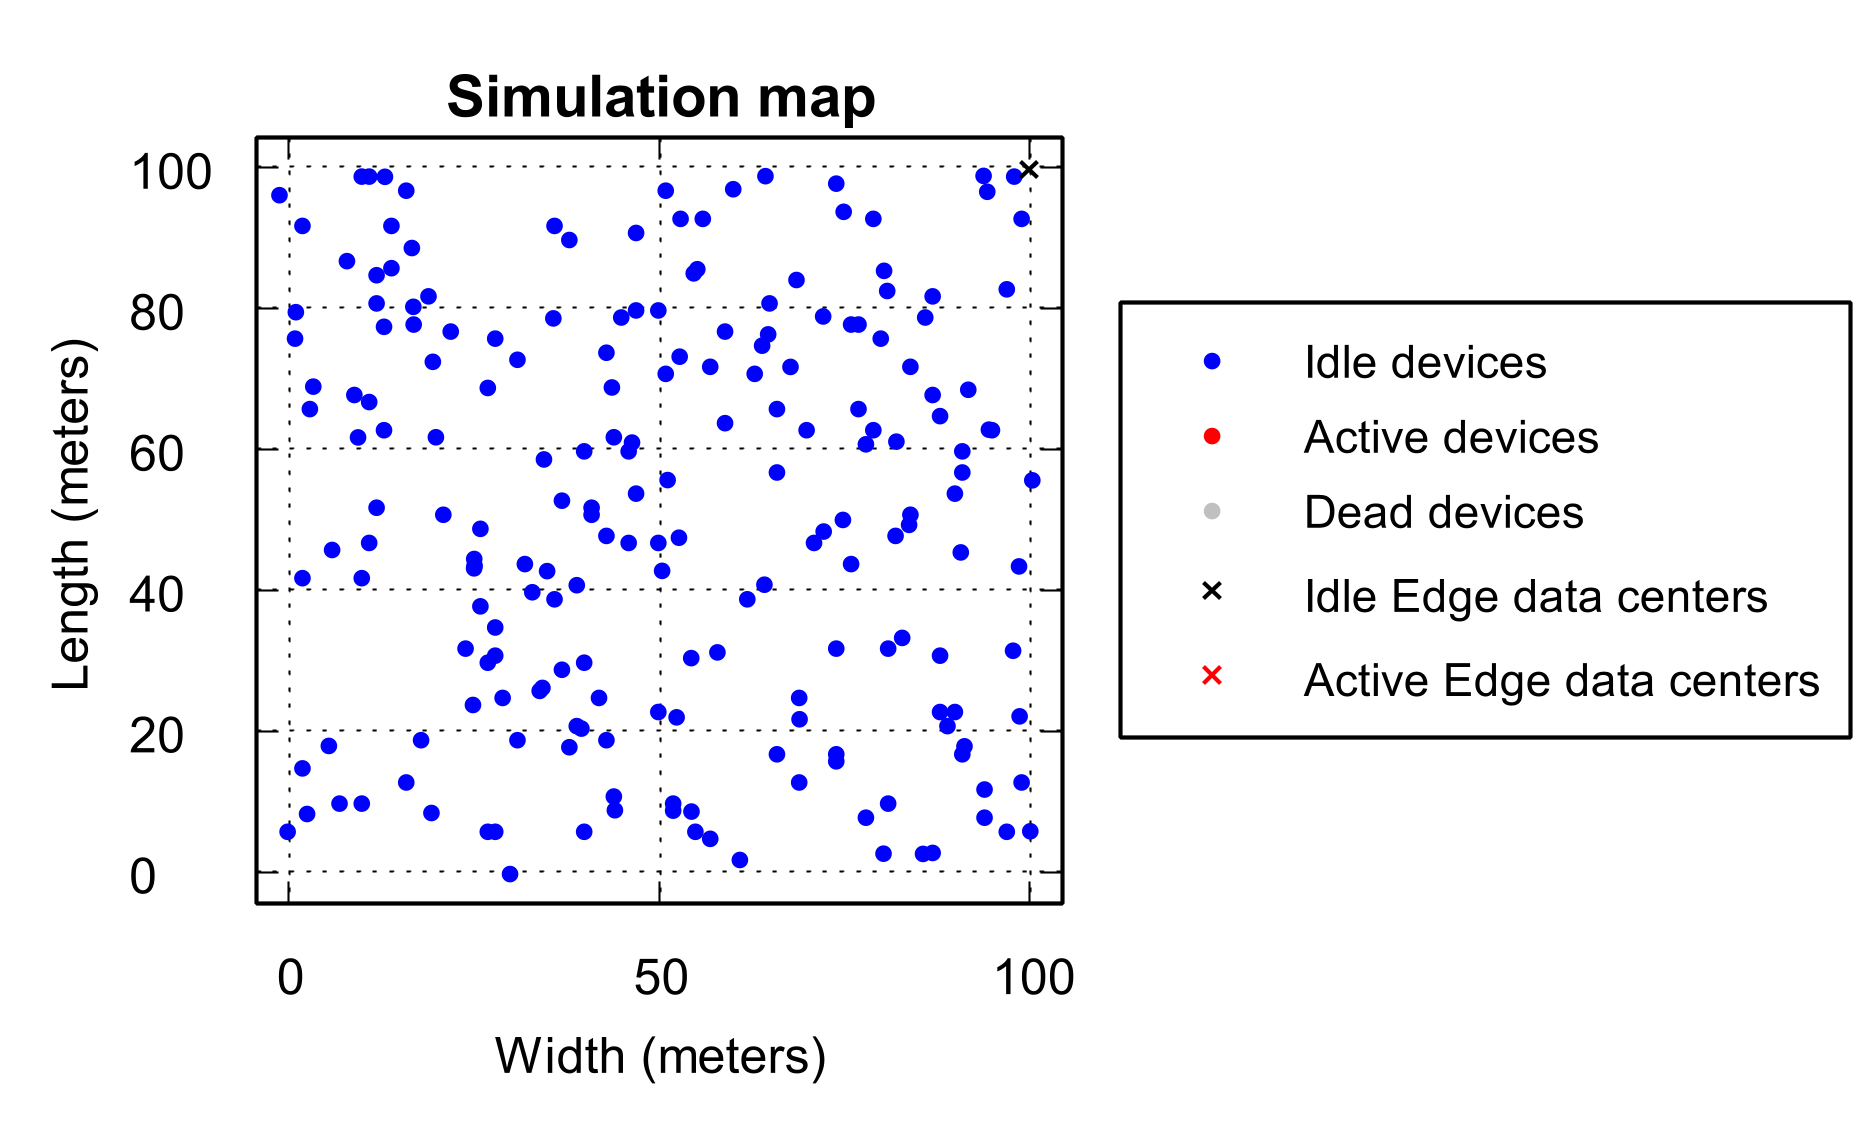 Simulation map
100
80
60
40
20
0
Length (meters)
0
50
100
Width (meters)
Idle devices
Active devices
Dead devices
Idle Edge data centers
Active Edge data centers